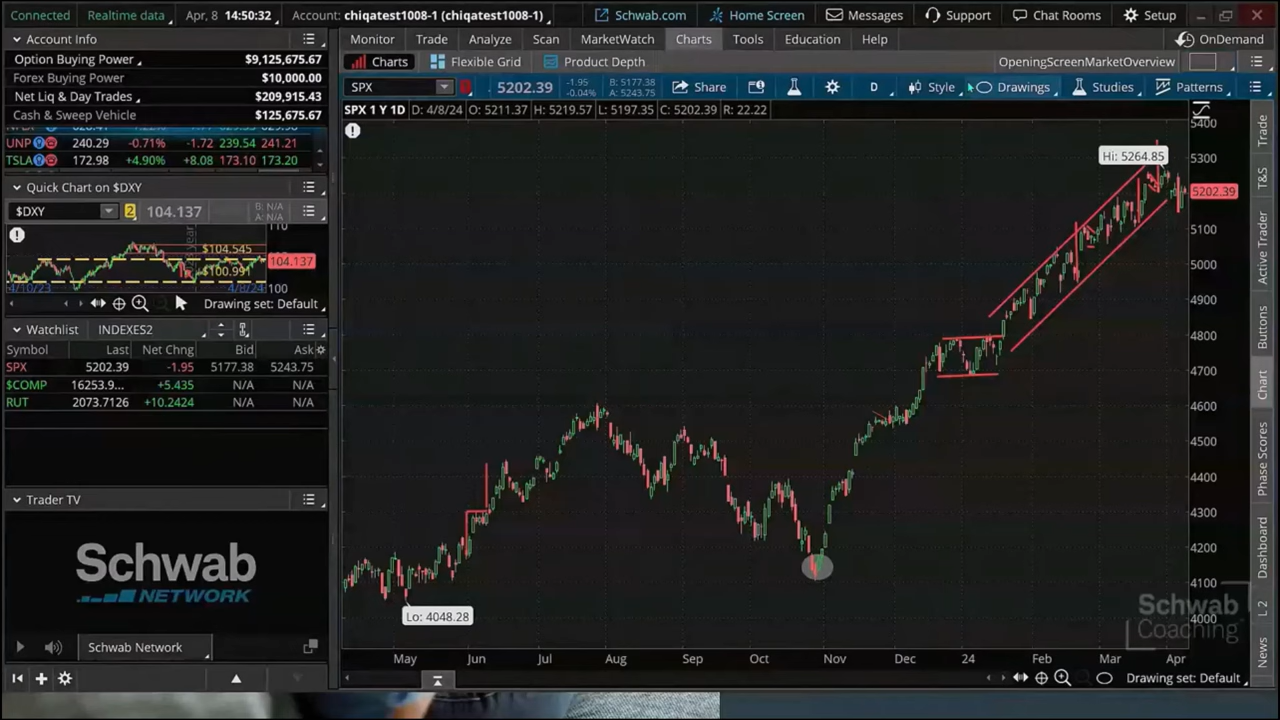 Connected Realtime data Apr, 8 14:50:32 Account: chiqatest1008-1 (chiqatest1008-1) Schwab.com Home Screen Messages Support Chat Rooms Setup
Account Info
Option Buying Power $9,125,675.67
Forex Buying Power $10,000.00
Net Liq & Day Trades $209,915.43
Cash & Sweep Vehicle $125,675.67
UNP 240.29 -0.71% -1.72 239.54 241.21
TSLA 172.98 +4.90% +8.08 173.10 173.20
Quick Chart on $DXY
$DXY 2 104.137 B: N/A
A: N/A
110
$104.545
104.137
$100.991
4/10/23 4/8/24 100
Drawing set: Default
Watchlist INDEXES2
Symbol Last Net Chng Bid Ask
SPX 5202.39 -1.95 5177.38 5243.75
$COMP 16253.9... +5.435 N/A N/A
RUT 2073.7126 +10.2424 N/A N/A
Trader TV
Schwab
NETWORK
Schwab Network
Monitor Trade Analyze Scan MarketWatch Charts Tools Education Help OnDemand
Charts Flexible Grid Product Depth OpeningScreenMarketOverview
SPX 5202.39 -1.95 B: 5177.38
-0.04% A: 5243.75
Share D Style Drawings Studies Patterns
SPX 1 Y 1D D: 4/8/24 O: 5211.37 H: 5219.57 L: 5197.35 C: 5202.39 R: 22.22
Hi: 5264.85
Lo: 4048.28
5400
5300
5202.39
5100
5000
4900
4800
4700
4600
4500
4400
4300
4200
4100
4000
Schwab
Coaching
May Jun Jul Aug Sep Oct Nov Dec 24 Feb Mar Apr
Drawing set: Default
Trade
T&S
Active Trader
Buttons
Chart
Phase Scores
Dashboard
L 2
News